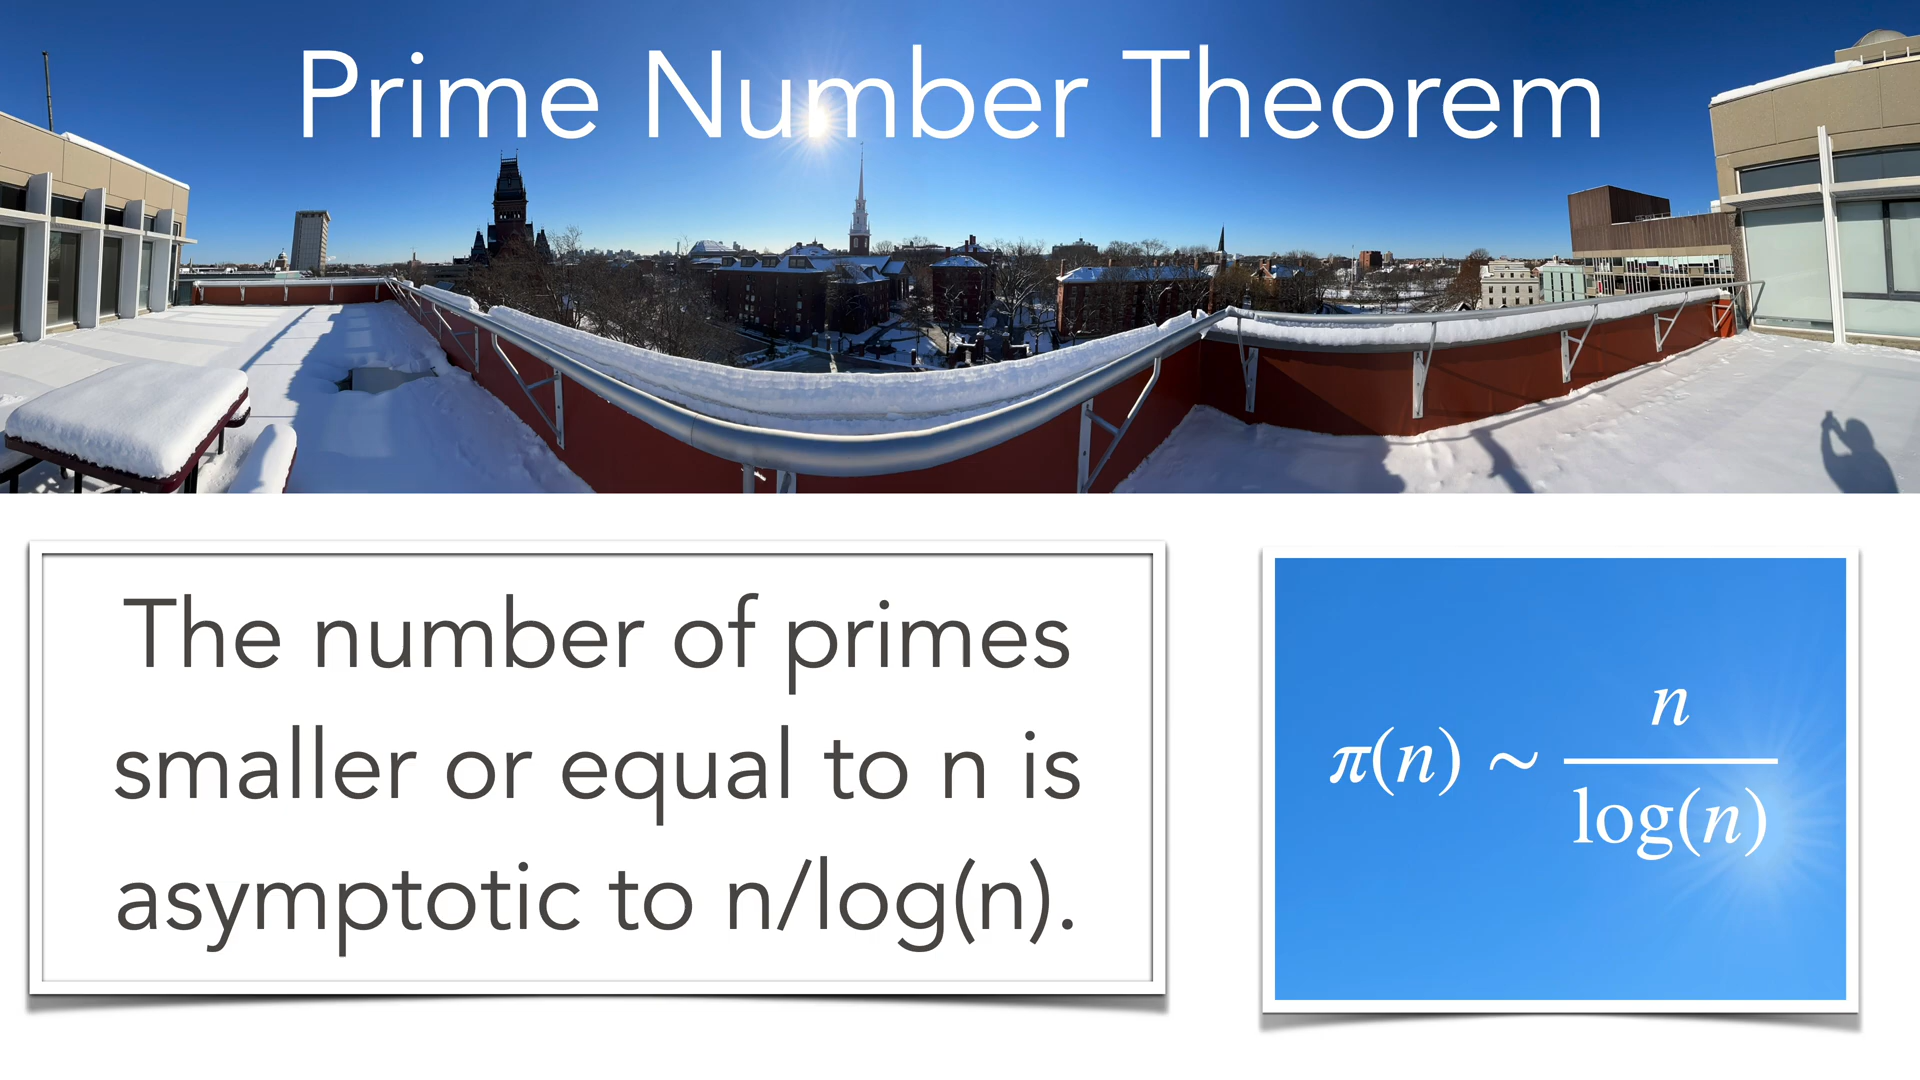 Prime Number Theorem
The number of primes
smaller or equal to n is
asymptotic to n/log(n).
π(n) ~ n / log(n)